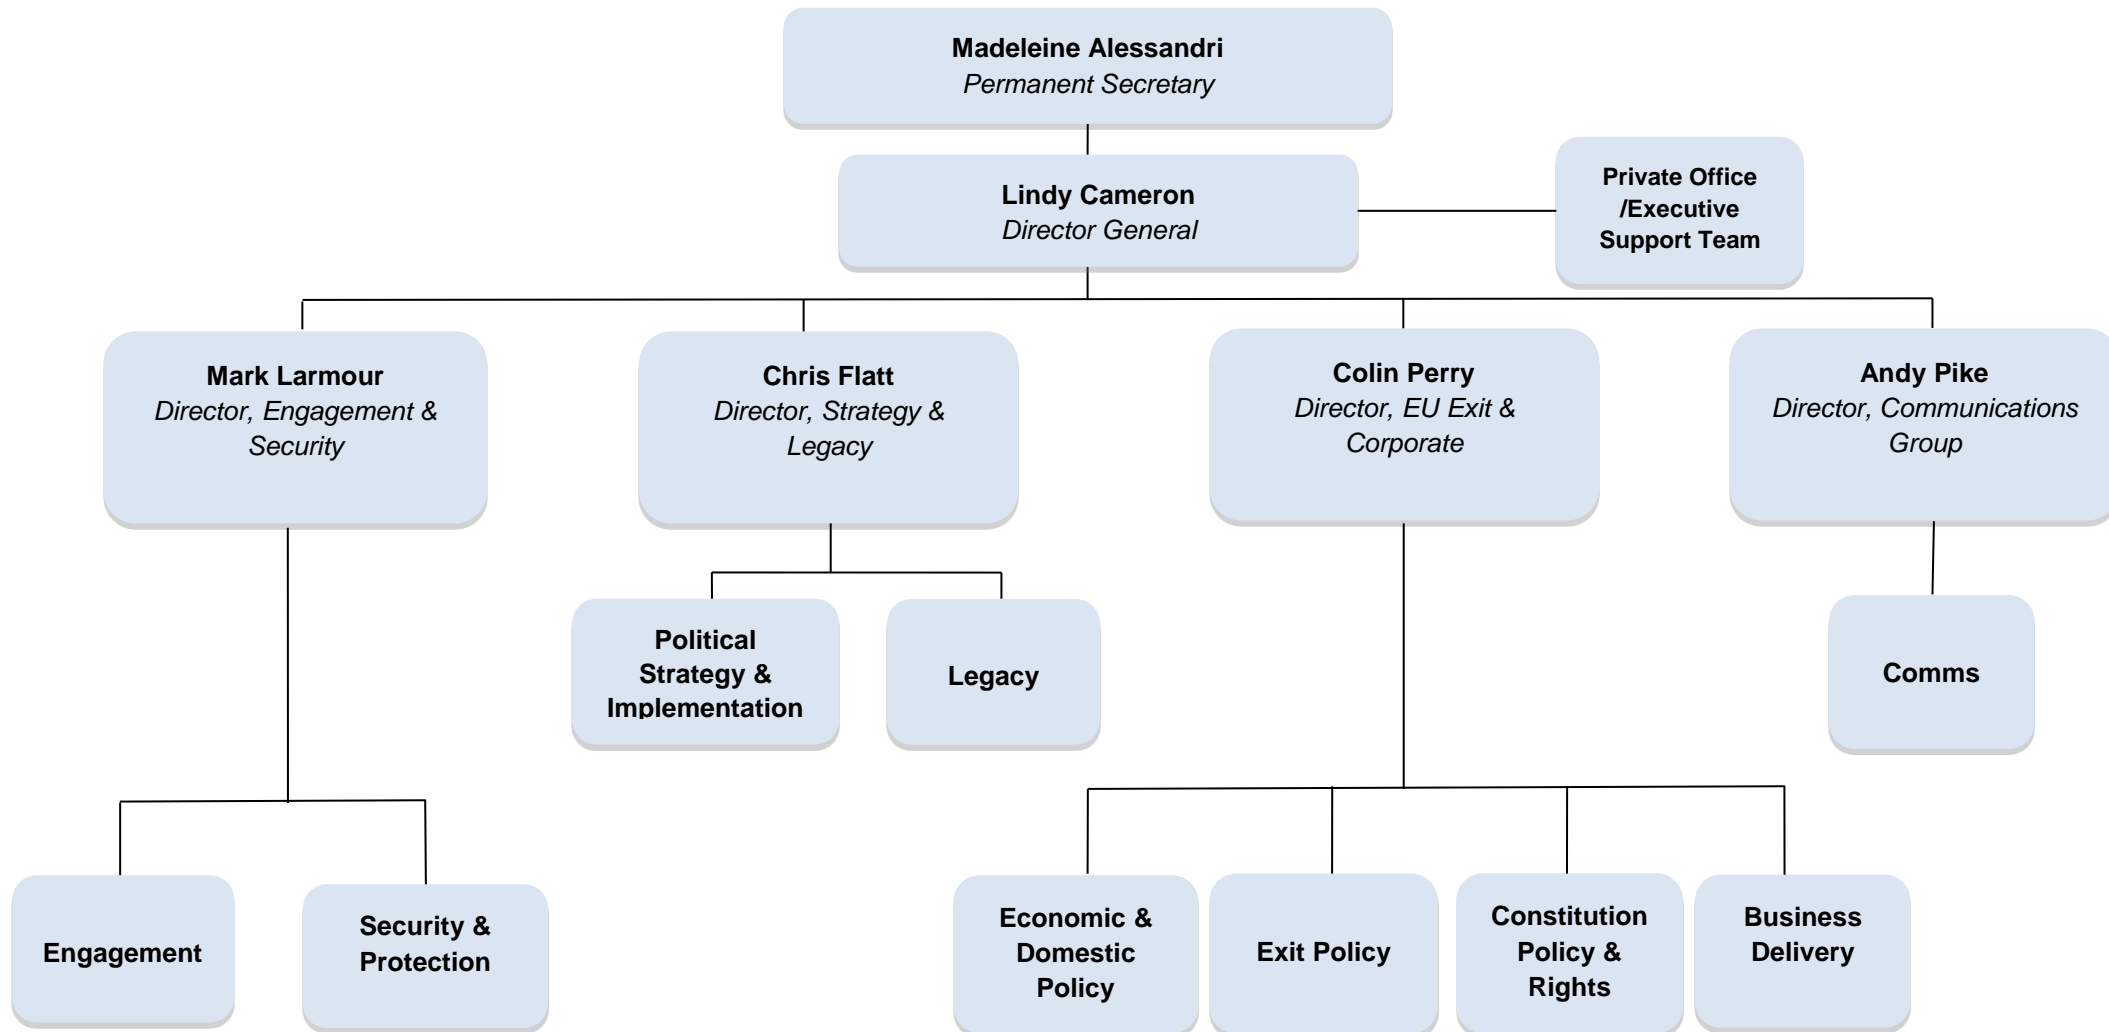 Madeleine Alessandri
Permanent Secretary
Lindy Cameron
Director General
Private Office
/Executive
Support Team
Mark Larmour
Director, Engagement &
Security
Chris Flatt
Director, Strategy &
Legacy
Colin Perry
Director, EU Exit &
Corporate
Andy Pike
Director, Communications
Group
Political
Strategy &
Implementation
Legacy
Comms
Engagement
Security &
Protection
Economic &
Domestic
Policy
Exit Policy
Constitution
Policy &
Rights
Business
Delivery